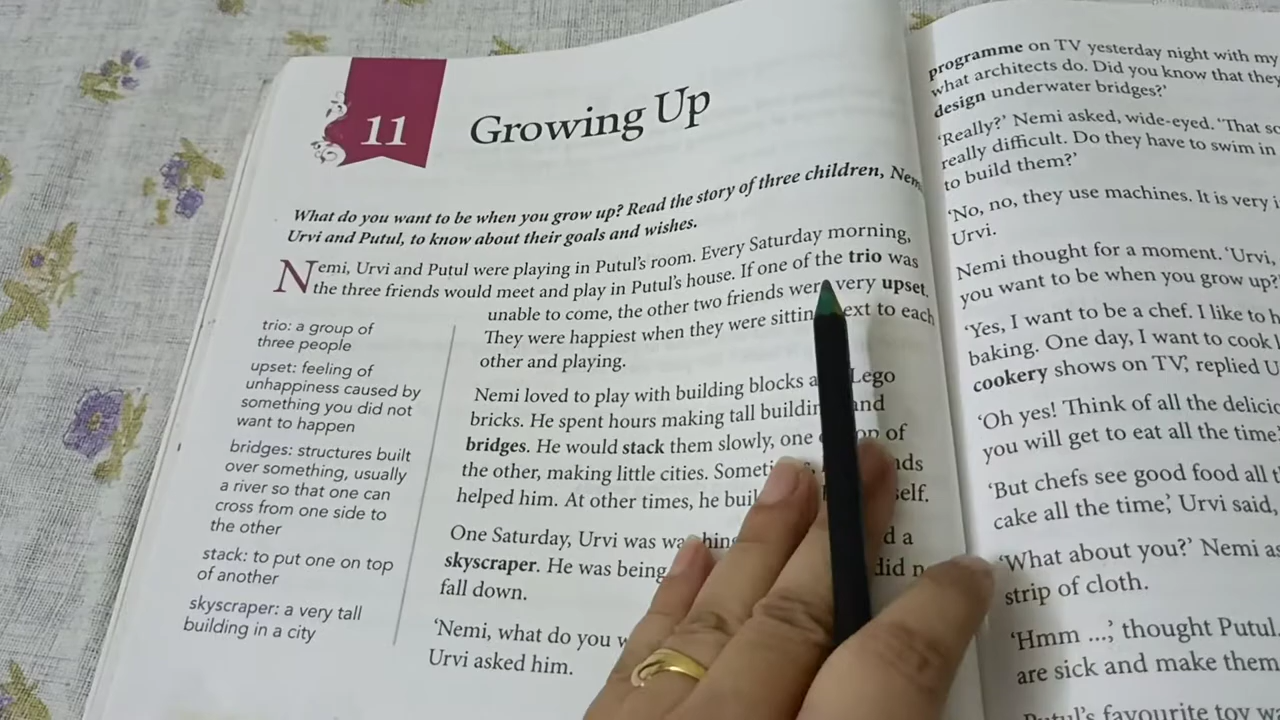 11
Growing Up
What do you want to be when you grow up? Read the story of three children,
Urvi and Putul, to know about their goals and wishes.
Nemi, Urvi and Putul were playing in Putul's room. Every Saturday morning,
the three friends would meet and play in Putul's house. If one of the trio was
unable to come, the other two friends were very upset.
They were happiest when they were next to each
other and playing.
Nemi loved to play with building blocks Lego
bricks. He spent hours making tall and
bridges. He would stack them slowly, one of
the other, making little cities.
helped him. At other times, he
One Saturday, Urvi was d a
skyscraper. He was being did
fall down.
'Nemi, what do you
Urvi asked him.
trio: a group of
three people
upset: feeling of
unhappiness caused by
something you did not
want to happen
bridges: structures built
over something, usually
a river so that one can
cross from one side to
the other
stack: to put one on top
of another
skyscraper: a very tall
building in a city
programme on TV yesterday night with my
what architects do. Did you know that they
design underwater bridges?'
'Really?' Nemi asked, wide-eyed. 'That
really difficult. Do they have to swim in
to build them?'
'No, no, they use machines. It is very
Urvi.
Nemi thought for a moment. 'Urvi,
you want to be when you grow up?
'Yes, I want to be a chef. I like to
baking. One day, I want to cook
cookery shows on TV', replied
'Oh yes! Think of all the
you will get to eat all the time
'But chefs see good food all
cake all the time', Urvi said,
'What about you?' Nemi
strip of cloth.
'Hmm ...,' thought Putul.
are sick and make them
Putul's favourite toy